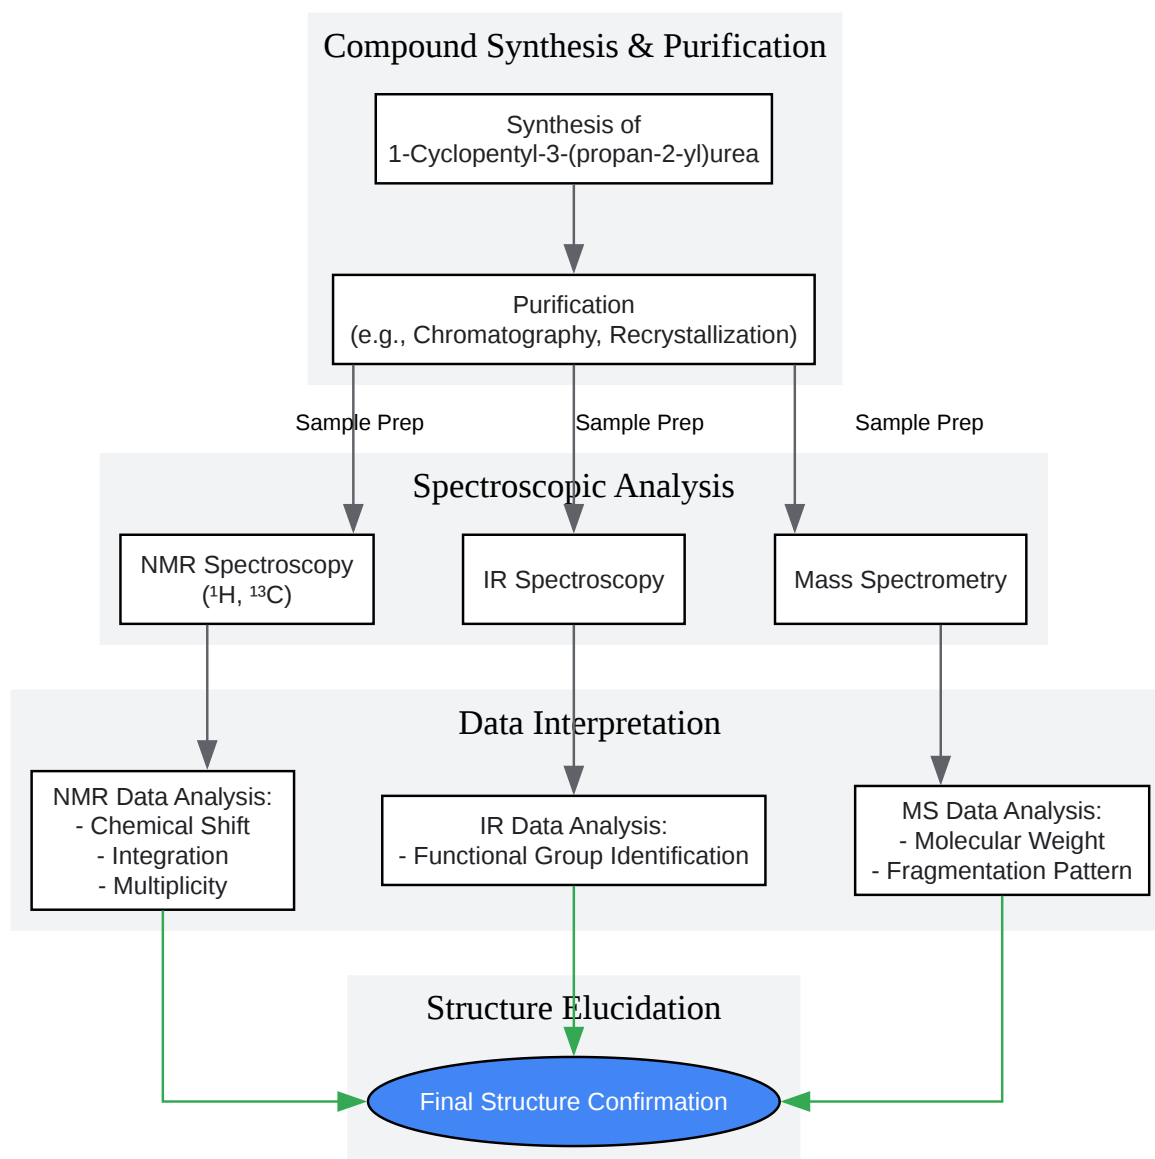 Compound Synthesis & Purification
Synthesis of
1-Cyclopentyl-3-(propan-2-yl)urea
Purification
(e.g., Chromatography, Recrystallization)
Sample Prep
Sample Prep
Sample Prep
Spectroscopic Analysis
NMR Spectroscopy
(¹H, ¹³C)
IR Spectroscopy
Mass Spectrometry
Data Interpretation
NMR Data Analysis:
- Chemical Shift
- Integration
- Multiplicity
IR Data Analysis:
- Functional Group Identification
MS Data Analysis:
- Molecular Weight
- Fragmentation Pattern
Structure Elucidation
Final Structure Confirmation